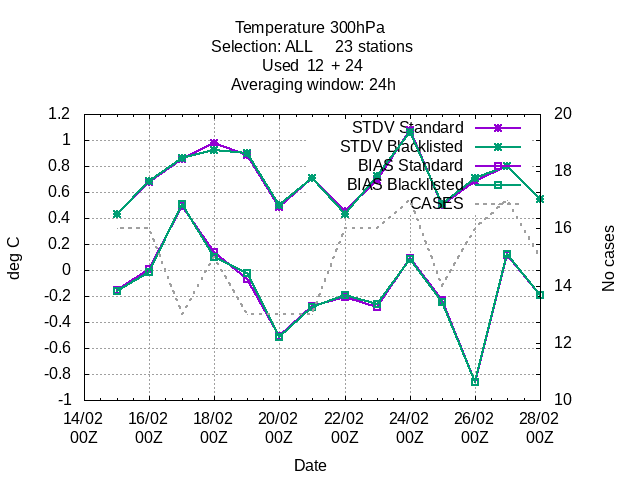 Temperature 300hPa
Selection: ALL 23 stations
Used 12 + 24
Averaging window: 24h
STDV Standard
STDV Blacklisted
BIAS Standard
BIAS Blacklisted
CASES
deg C
1.2
1
0.8
0.6
0.4
0.2
0
-0.2
-0.4
-0.6
-0.8
-1
No cases
20
18
16
14
12
10
14/02 16/02 18/02 20/02 22/02 24/02 26/02 28/02
00Z 00Z 00Z 00Z 00Z 00Z 00Z 00Z
Date